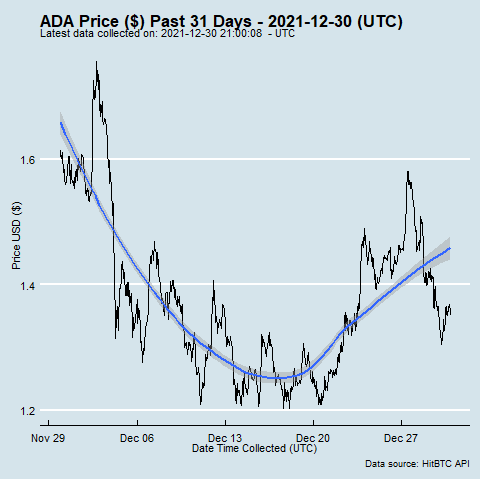 ADA Price ($) Past 31 Days - 2021-12-30 (UTC)
Latest data collected on: 2021-12-30 21:00:08 - UTC
Price USD ($)
1.6
1.4
1.2
Nov 29 Dec 06 Dec 13 Dec 20 Dec 27
Date Time Collected (UTC)
Data source: HitBTC API